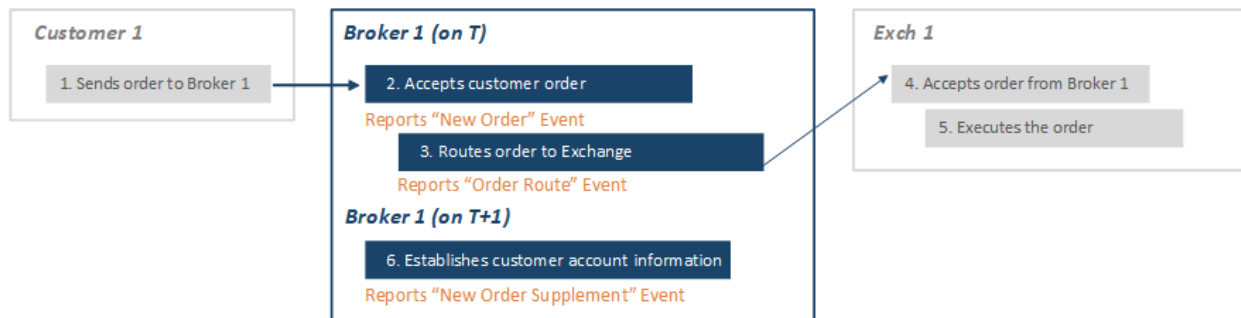 Customer 1
1. Sends order to Broker 1
Broker 1 (on T)
2. Accepts customer order
Reports “New Order” Event
3. Routes order to Exchange
Reports “Order Route” Event
Broker 1 (on T+1)
6. Establishes customer account information
Reports “New Order Supplement” Event
Exch 1
4. Accepts order from Broker 1
5. Executes the order